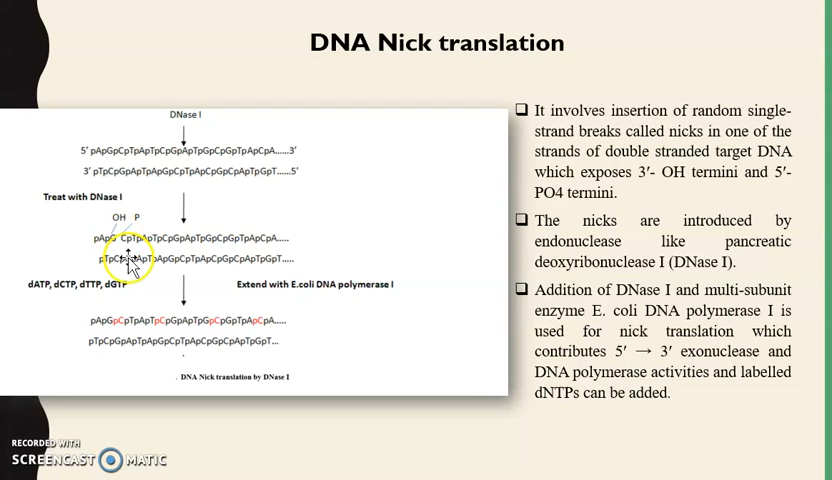 DNA Nick translation
DNase I
5′ pApGpCpTpApTpCpGpApTpGpCpGpTpApCpA......3′
3′ pTpCpGpApTpApGpCpTpApCpGpCpApTpGpT......5′
Treat with DNase I
OH P
pApG CpTpApTpCpGpApTpGpCpGpTpApCpA.....
dATP, dCTP, dTTP, dGTP
Extend with E.coli DNA polymerase I
pApGpCpTpApTpCpGpApTpGpCpGpTpApCpA.....
pTpCpGpApTpApGpCpTpApCpGpCpApTpGpT...
. DNA Nick translation by DNase I
It involves insertion of random single-
strand breaks called nicks in one of the
strands of double stranded target DNA
which exposes 3′- OH termini and 5′-
PO4 termini.
The nicks are introduced by
endonuclease like pancreatic
deoxyribonuclease I (DNase I).
Addition of DNase I and multi-subunit
enzyme E. coli DNA polymerase I is
used for nick translation which
contributes 5′ → 3′ exonuclease and
DNA polymerase activities and labelled
dNTPs can be added.
RECORDED WITH
SCREENCAST MATIC